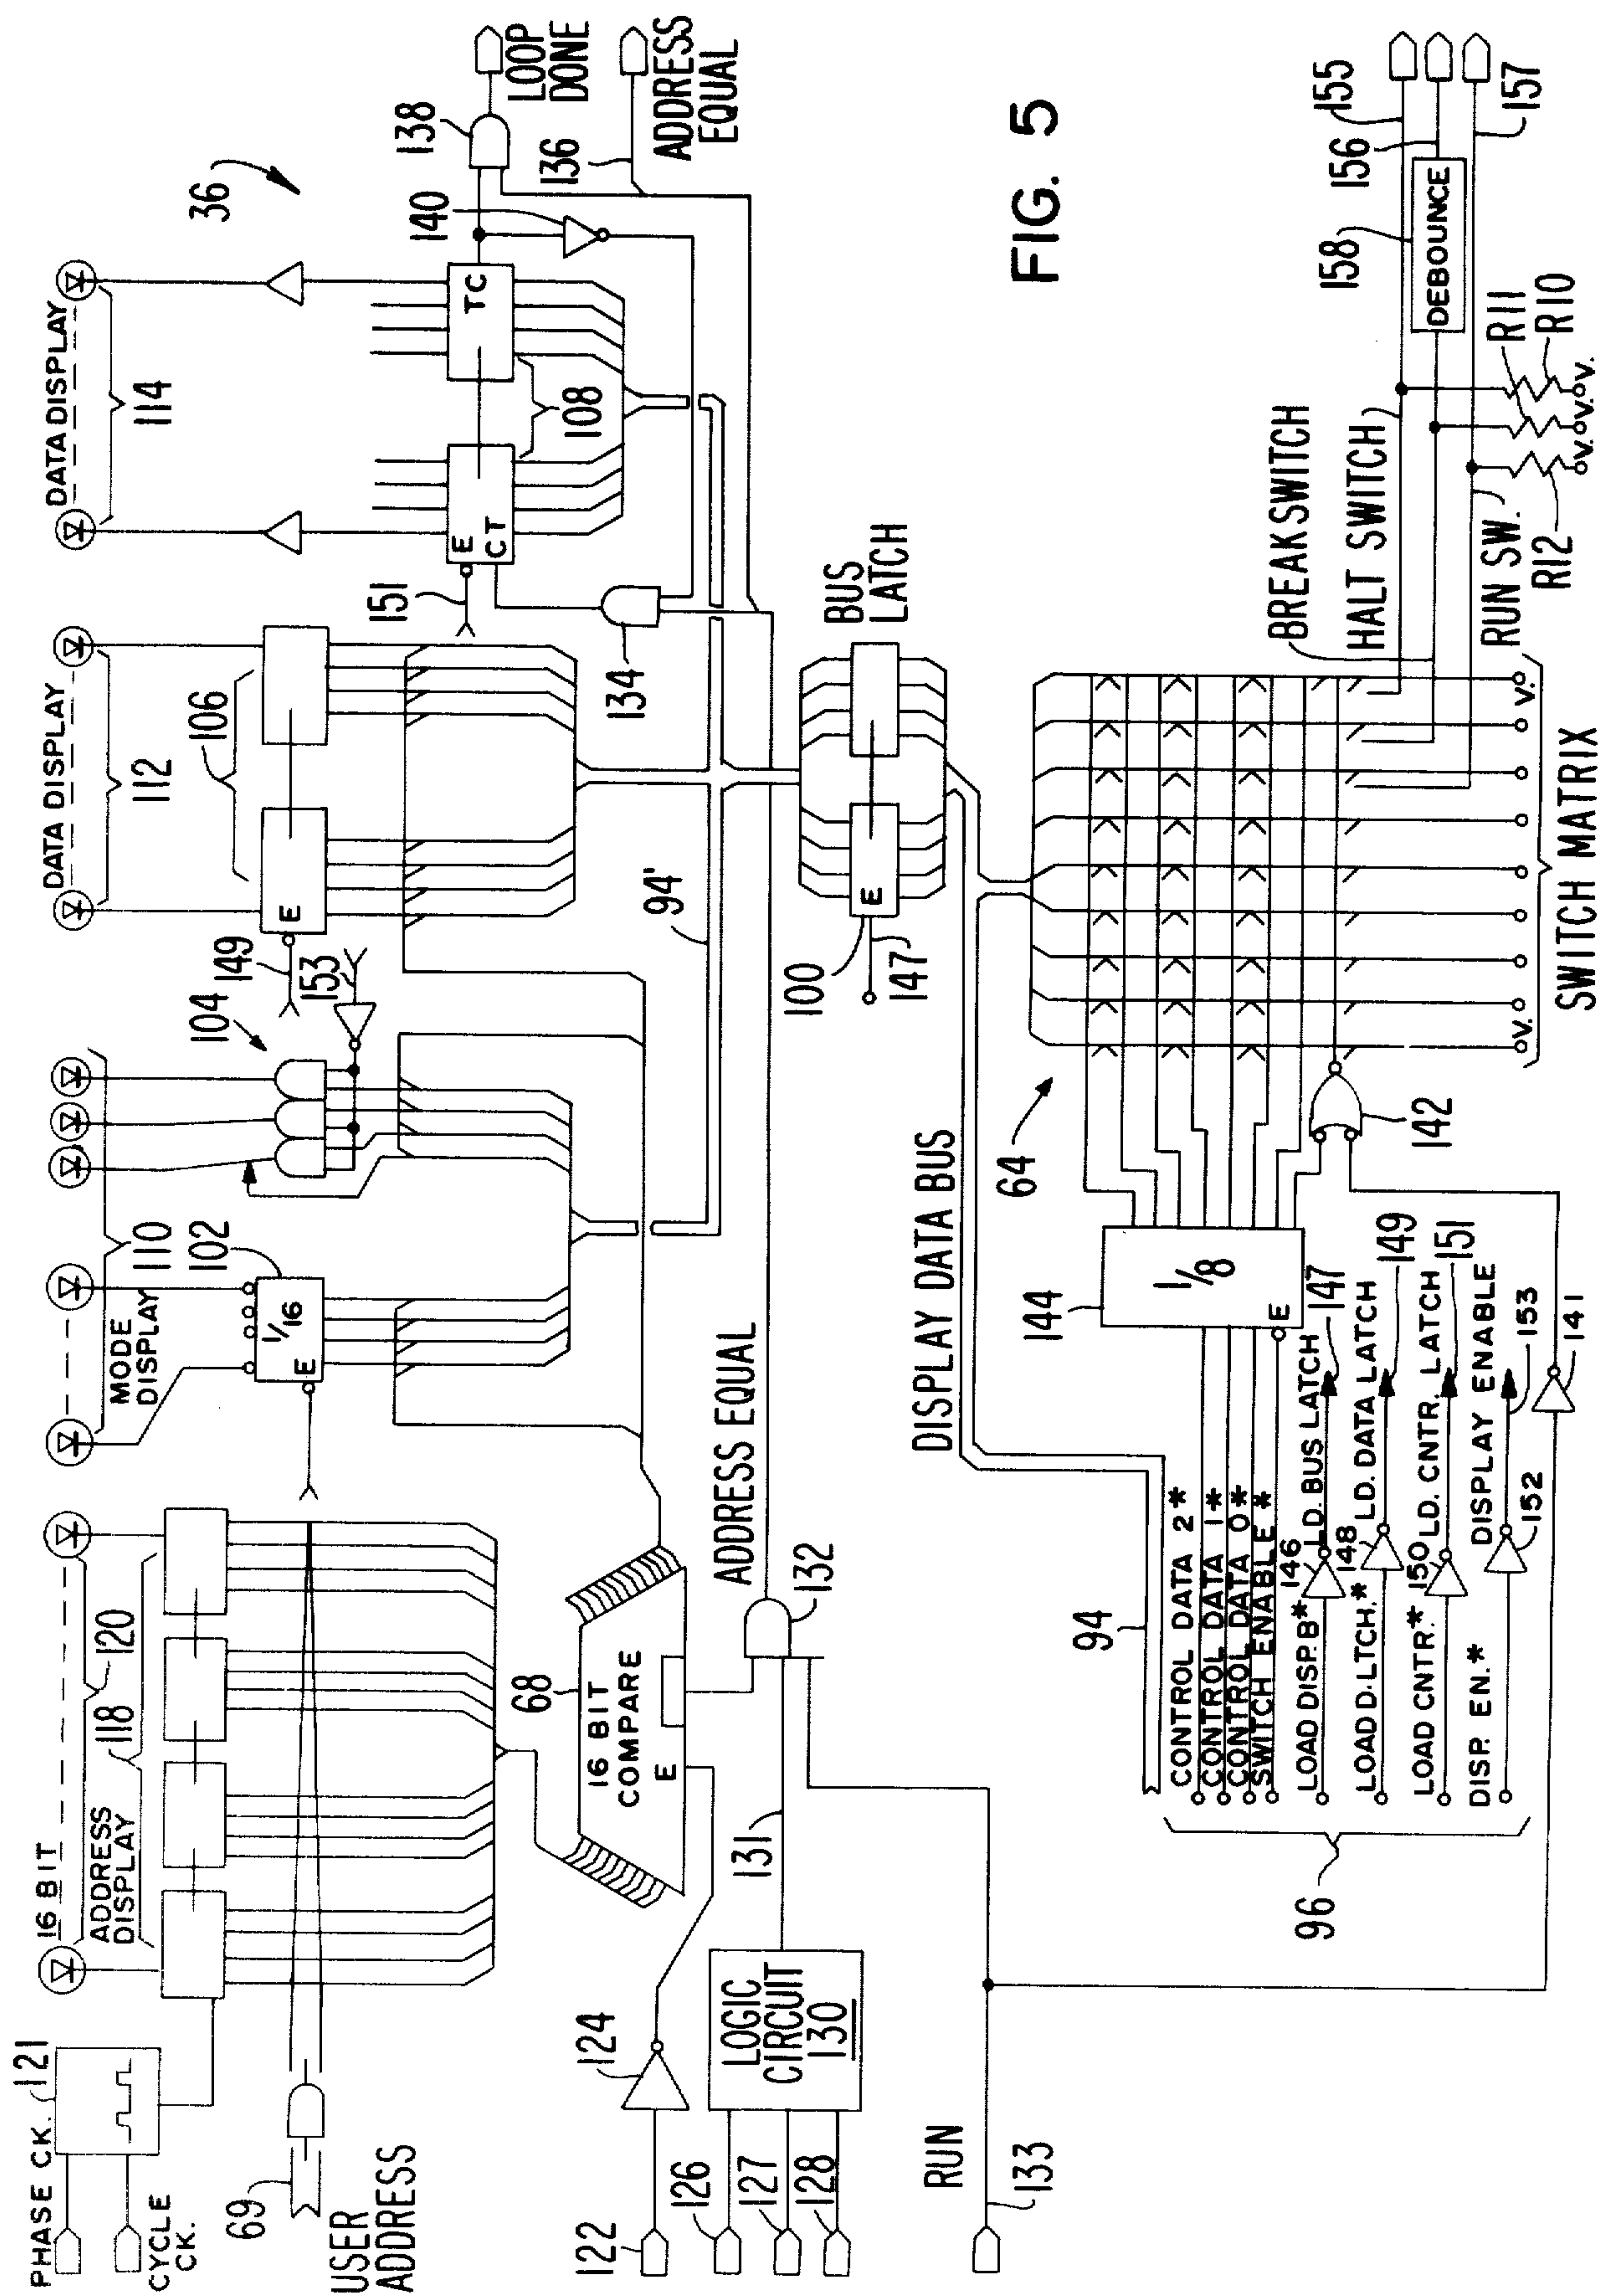 PHASE CK.
121
CYCLE
CK.
69
USER
ADDRESS
16 BIT
ADDRESS
DISPLAY
118
120
MODE
DISPLAY
110
102
1/16
E
104
153
149
DATA DISPLAY
112
106
E
DATA DISPLAY
114
151
E
CT
TC
108
134
140
36
138
LOOP
DONE
136
ADDRESS
EQUAL
FIG. 5
122
124
126
127
128
LOGIC
CIRCUIT
130
131
68
16 BIT
COMPARE
E
132
ADDRESS EQUAL
94'
100
E
147
BUS
LATCH
RUN
133
DISPLAY DATA BUS
94
96
CONTROL DATA 2*
CONTROL DATA 1*
CONTROL DATA 0*
SWITCH ENABLE*
LOAD DISP.B*
146
LD. BUS LATCH
147
LOAD D.LTCH.*
148
LD. DATA LATCH
149
LOAD CNTR.*
150
LD. CNTR. LATCH
151
DISP. EN.*
152
DISPLAY ENABLE
153
141
144
1/8
E
64
142
V.
V.
SWITCH MATRIX
BREAKSWITCH
HALT SWITCH
RUN SW.
R12
R11
R10
V.
V.
V.
158
DEBOUNCE
155
156
157